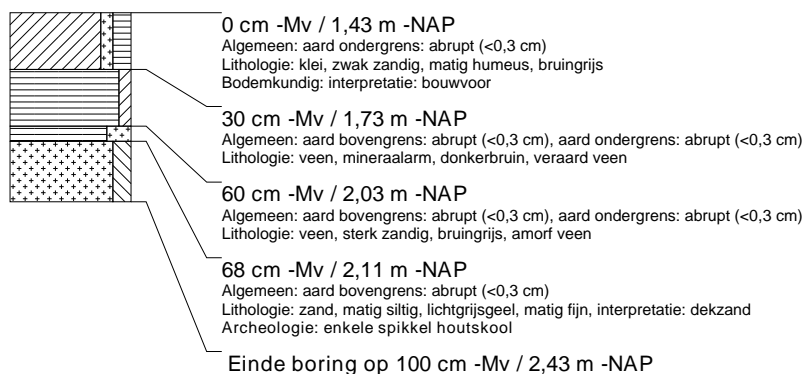 0 cm -Mv / 1,43 m -NAP
Algemeen: aard ondergrens: abrupt (<0,3 cm)
Lithologie: klei, zwak zandig, matig humeus, bruingrijs
Bodemkundig: interpretatie: bouwvoor
30 cm -Mv / 1,73 m -NAP
Algemeen: aard bovengrens: abrupt (<0,3 cm), aard ondergrens: abrupt (<0,3 cm)
Lithologie: veen, mineraalarm, donkerbruin, veraard veen
60 cm -Mv / 2,03 m -NAP
Algemeen: aard bovengrens: abrupt (<0,3 cm), aard ondergrens: abrupt (<0,3 cm)
Lithologie: veen, sterk zandig, bruingrijs, amorf veen
68 cm -Mv / 2,11 m -NAP
Algemeen: aard bovengrens: abrupt (<0,3 cm)
Lithologie: zand, matig siltig, lichtgrijsgeel, matig fijn, interpretatie: dekzand
Archeologie: enkele spikkel houtskool
Einde boring op 100 cm -Mv / 2,43 m -NAP